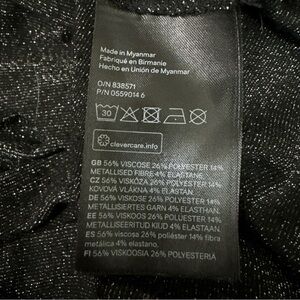 Made in Myanmar
Fabriqué en Birmanie
Hecho en Unión de Myanmar
O/N 838571
P/N 0559014 6
30
clevercare.info
GB 56% VISCOSE 26% POLYESTER 14%
METALLISED FIBRE 4% ELASTANE.
CZ 56% VISKÓZA 26% POLYESTER 14%
KOVOVÁ VLÁKNA 4% ELASTAN.
DE 56% VISKOSE 26% POLYESTER 14%
METALLISIERTES GARN 4% ELASTHAN.
EE 56% VISKOOS 26% POLÜESTER 14%
METALLISEERITUD KIUD 4% ELASTAAN.
ES 56% viscosa 26% poliéster 14% fibra
metálica 4% elastano.
FI 56% VISKOOSIA 26% POLYESTERIA